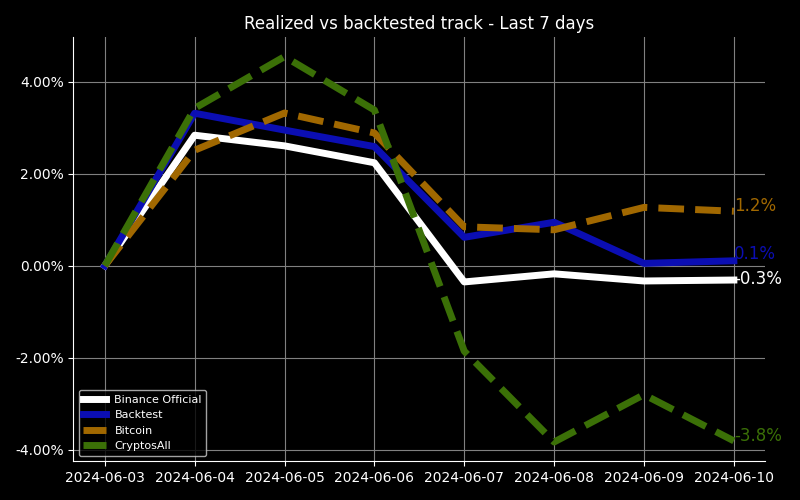 Realized vs backtested track - Last 7 days
4.00%
2.00%
0.00%
-2.00%
-4.00%
1.2%
0.1%
-0.3%
-3.8%
Binance Official
Backtest
Bitcoin
CryptosAll
2024-06-03 2024-06-04 2024-06-05 2024-06-06 2024-06-07 2024-06-08 2024-06-09 2024-06-10